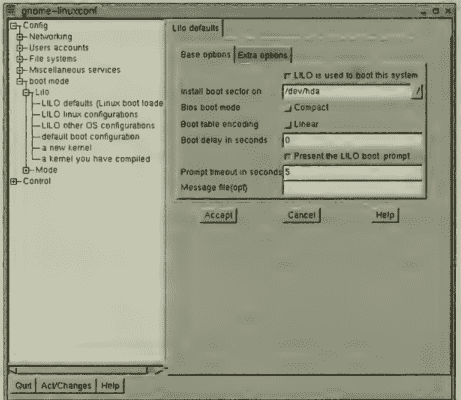 gnome-linuxconf
Config
Networking
Users accounts
File systems
Miscellaneous services
boot mode
Lilo
LILO defaults (Linux boot loade
LILO linux configurations
LILO other OS configurations
default boot configuration
a new kernel
a kernel you have compiled
Mode
Control
Lilo defaults
Base options Extra options
LILO is used to boot this system
Install boot sector on /dev/hda /
Bios boot mode Compact
Boot table encoding Linear
Boot delay in seconds 0
Present the LILO boot prompt
Prompt timeout in seconds 5
Message file(opt)
Accept Cancel Help
Quit Act/Changes Help